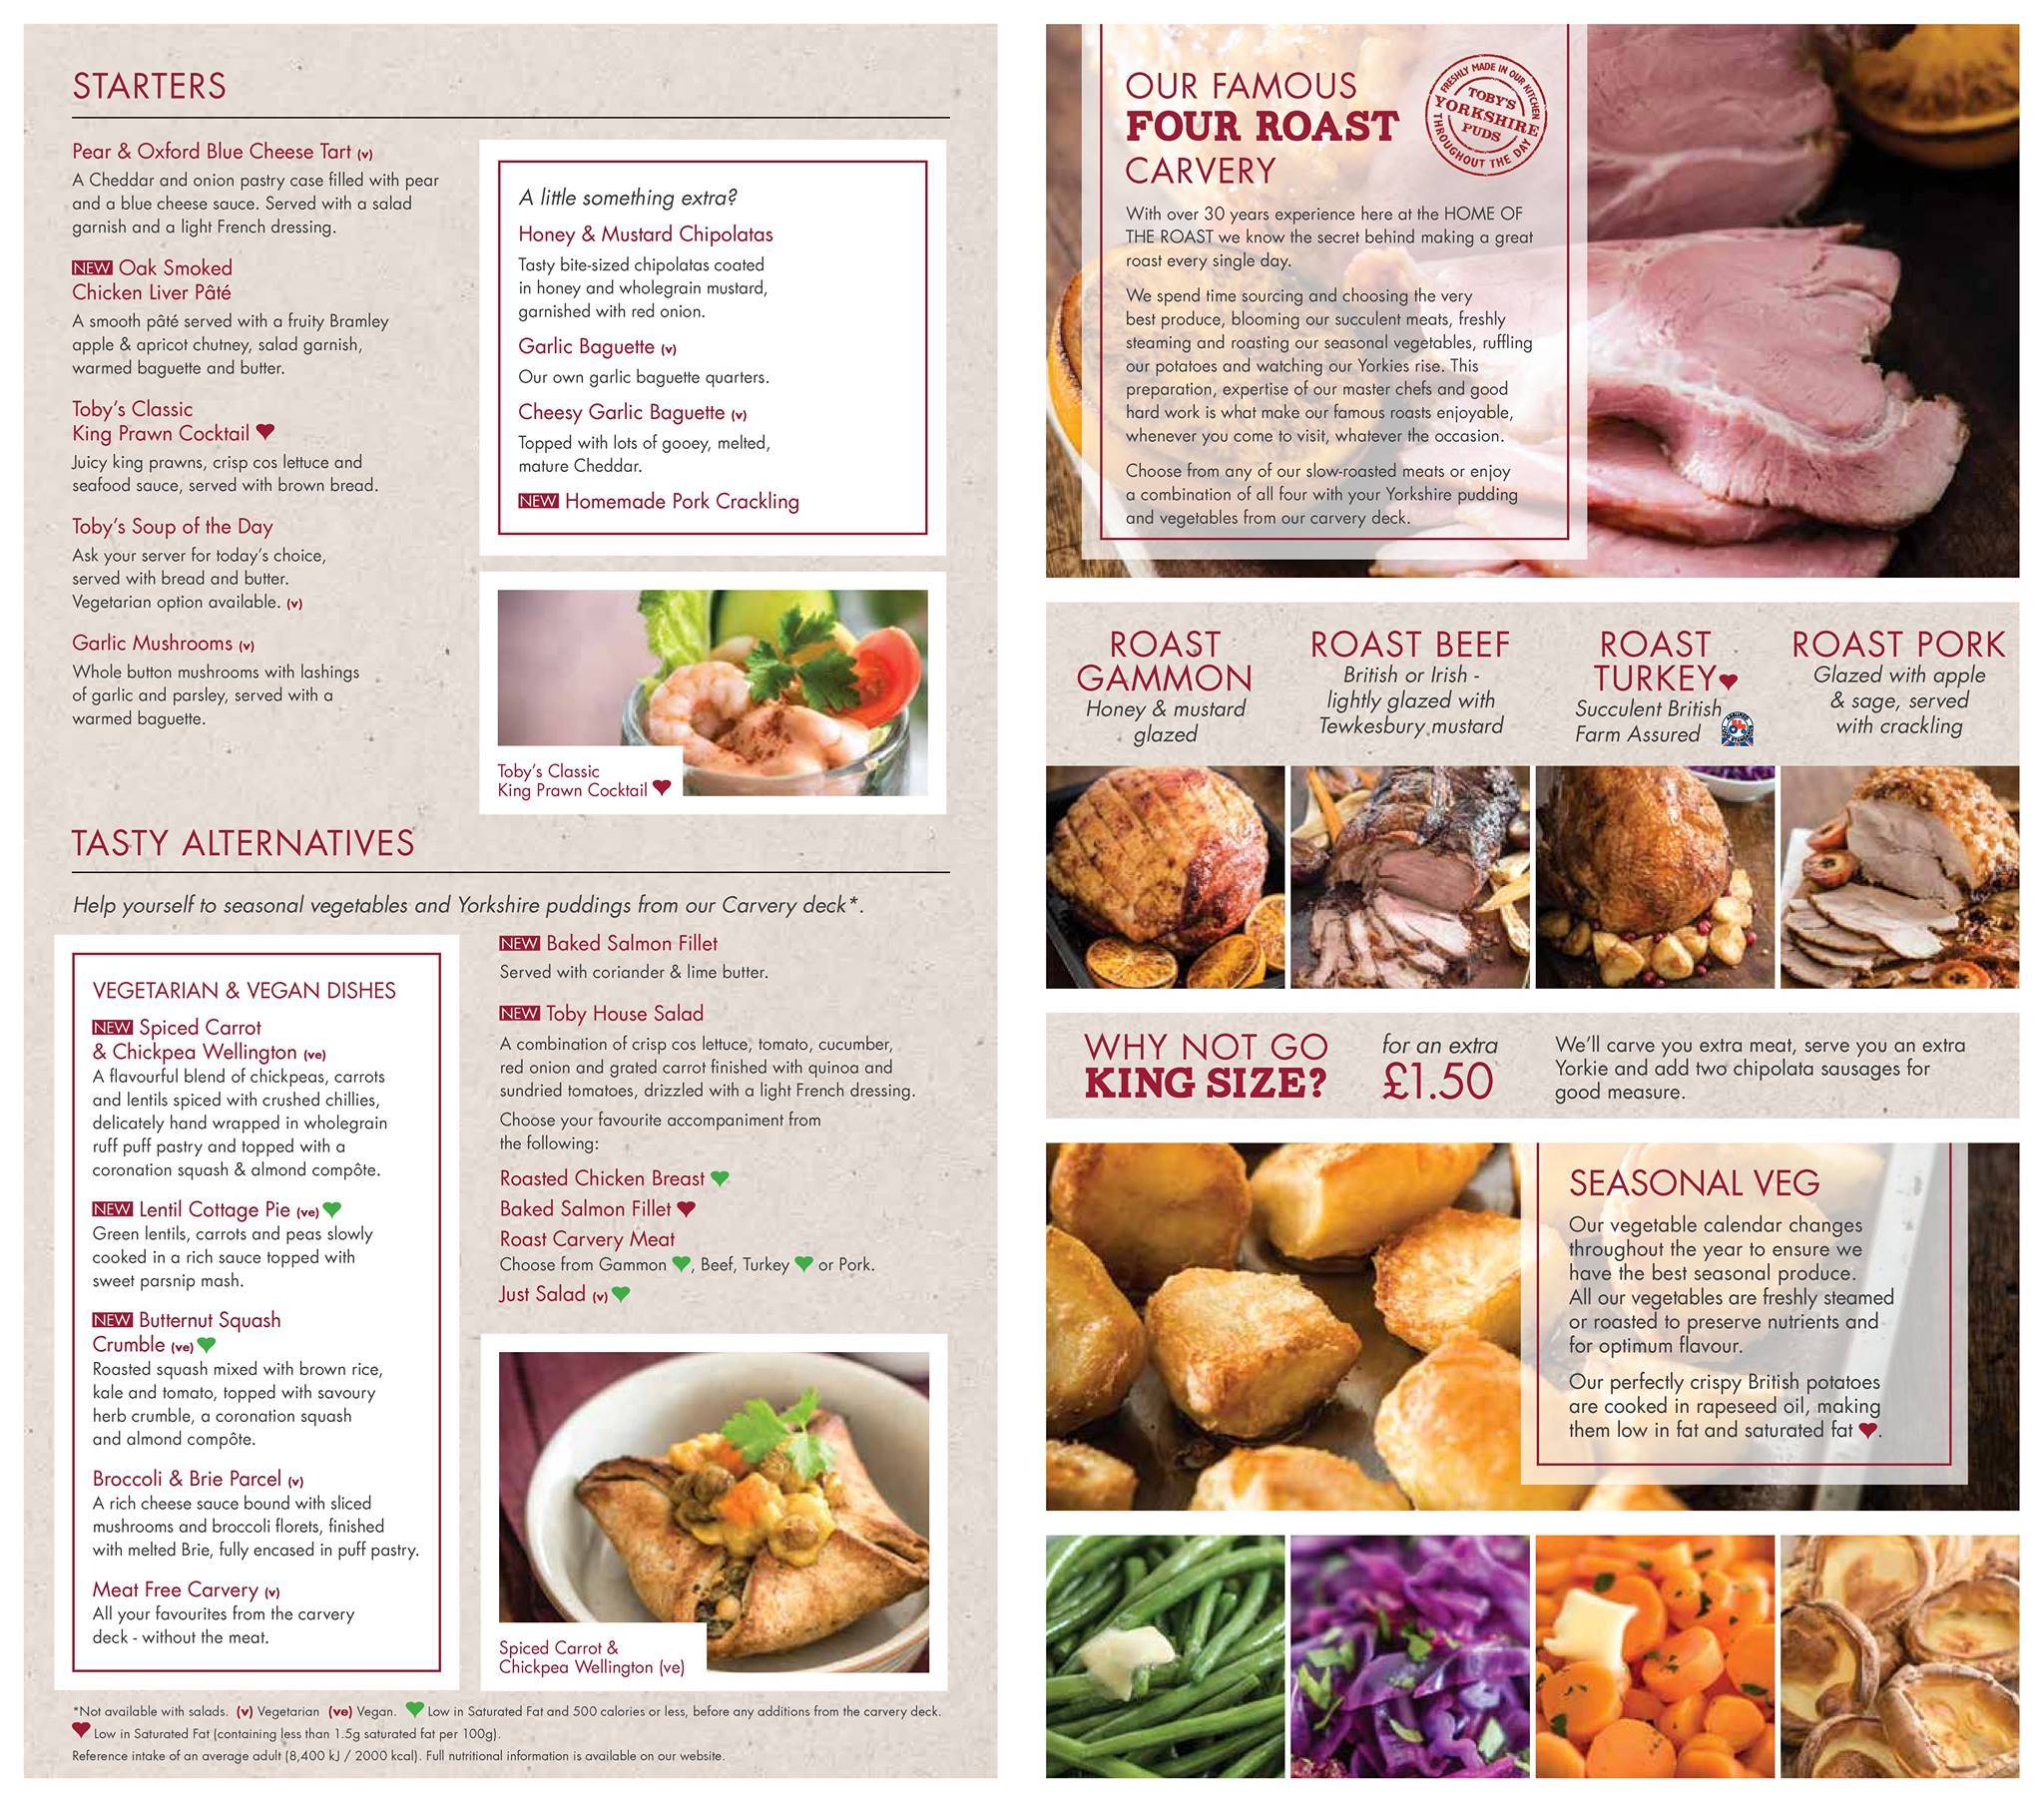 STARTERS
Pear & Oxford Blue Cheese Tart (v)
A Cheddar and onion pastry case filled with pear
and a blue cheese sauce. Served with a salad
garnish and a light French dressing.
NEW Oak Smoked
Chicken Liver Pâté
A smooth pâté served with a fruity Bramley
apple & apricot chutney, salad garnish,
warmed baguette and butter.
Toby's Classic
King Prawn Cocktail
Juicy king prawns, crisp cos lettuce and
seafood sauce, served with brown bread.
Toby's Soup of the Day
Ask your server for today's choice,
served with bread and butter.
Vegetarian option available. (v)
Garlic Mushrooms (v)
Whole button mushrooms with lashings
of garlic and parsley, served with a
warmed baguette.
A little something extra?
Honey & Mustard Chipolatas
Tasty bite-sized chipolatas coated
in honey and wholegrain mustard,
garnished with red onion.
Garlic Baguette (v)
Our own garlic baguette quarters.
Cheesy Garlic Baguette (v)
Topped with lots of gooey, melted,
mature Cheddar.
NEW Homemade Pork Crackling
Toby's Classic
King Prawn Cocktail
TASTY ALTERNATIVES
Help yourself to seasonal vegetables and Yorkshire puddings from our Carvery deck*.
VEGETARIAN & VEGAN DISHES
NEW Spiced Carrot
& Chickpea Wellington (ve)
A flavourful blend of chickpeas, carrots
and lentils spiced with crushed chillies,
delicately hand wrapped in wholegrain
ruff puff pastry and topped with a
coronation squash & almond compôte.
NEW Lentil Cottage Pie (ve)
Green lentils, carrots and peas slowly
cooked in a rich sauce topped with
sweet parsnip mash.
NEW Butternut Squash
Crumble (ve)
Roasted squash mixed with brown rice,
kale and tomato, topped with savoury
herb crumble, a coronation squash
and almond compôte.
Broccoli & Brie Parcel (v)
A rich cheese sauce bound with sliced
mushrooms and broccoli florets, finished
with melted Brie, fully encased in puff pastry.
Meat Free Carvery (v)
All your favourites from the carvery
deck - without the meat.
NEW Baked Salmon Fillet
Served with coriander & lime butter.
NEW Toby House Salad
A combination of crisp cos lettuce, tomato, cucumber,
red onion and grated carrot finished with quinoa and
sundried tomatoes, drizzled with a light French dressing.
Choose your favourite accompaniment from
the following:
Roasted Chicken Breast
Baked Salmon Fillet
Roast Carvery Meat
Choose from Gammon , Beef, Turkey or Pork.
Just Salad (v)
Spiced Carrot &
Chickpea Wellington (ve)
*Not available with salads. (v) Vegetarian (ve) Vegan. Low in Saturated Fat and 500 calories or less, before any additions from the carvery deck.
Low in Saturated Fat (containing less than 1.5g saturated fat per 100g).
Reference intake of an average adult (8,400 kJ / 2000 kcal). Full nutritional information is available on our website.
OUR FAMOUS
FOUR ROAST
CARVERY
FRESHLY MADE IN OUR KITCHEN
TOBY'S
YORKSHIRE
PUDS
THROUGHOUT THE DAY
With over 30 years experience here at the HOME OF
THE ROAST we know the secret behind making a great
roast every single day.
We spend time sourcing and choosing the very
best produce, blooming our succulent meats, freshly
steaming and roasting our seasonal vegetables, ruffling
our potatoes and watching our Yorkies rise. This
preparation, expertise of our master chefs and good
hard work is what make our famous roasts enjoyable,
whenever you come to visit, whatever the occasion.
Choose from any of our slow-roasted meats or enjoy
a combination of all four with your Yorkshire pudding
and vegetables from our carvery deck.
ROAST
GAMMON
Honey & mustard
glazed
ROAST BEEF
British or Irish -
lightly glazed with
Tewkesbury mustard
ROAST
TURKEY
Succulent British
Farm Assured
ROAST PORK
Glazed with apple
& sage, served
with crackling
WHY NOT GO
KING SIZE?
for an extra
£1.50
We'll carve you extra meat, serve you an extra
Yorkie and add two chipolata sausages for
good measure.
SEASONAL VEG
Our vegetable calendar changes
throughout the year to ensure we
have the best seasonal produce.
All our vegetables are freshly steamed
or roasted to preserve nutrients and
for optimum flavour.
Our perfectly crispy British potatoes
are cooked in rapeseed oil, making
them low in fat and saturated fat .